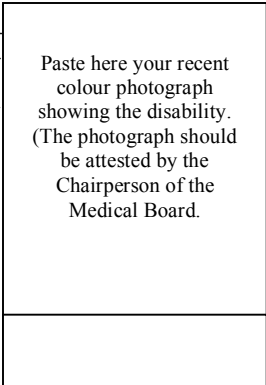 Paste here your recent
colour photograph
showing the disability.
(The photograph should
be attested by the
Chairperson of the
Medical Board.